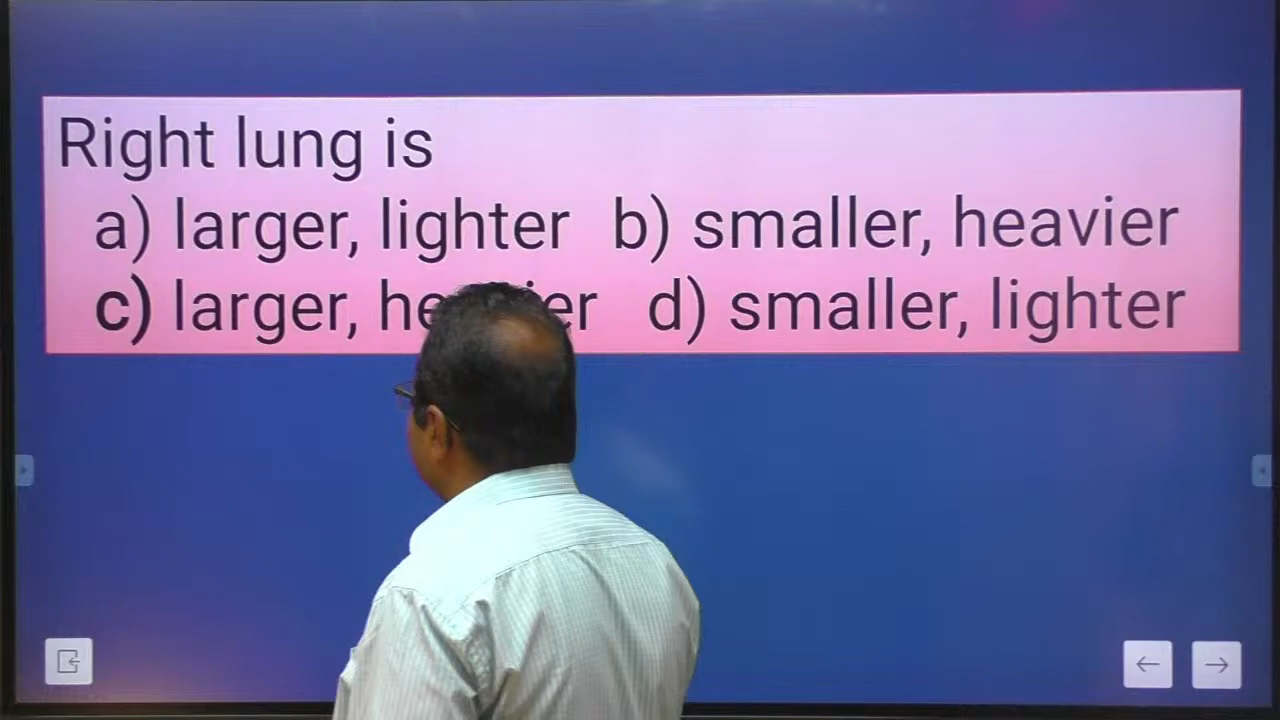 Right lung is
a) larger, lighter b) smaller, heavier
c) larger, d) smaller, lighter